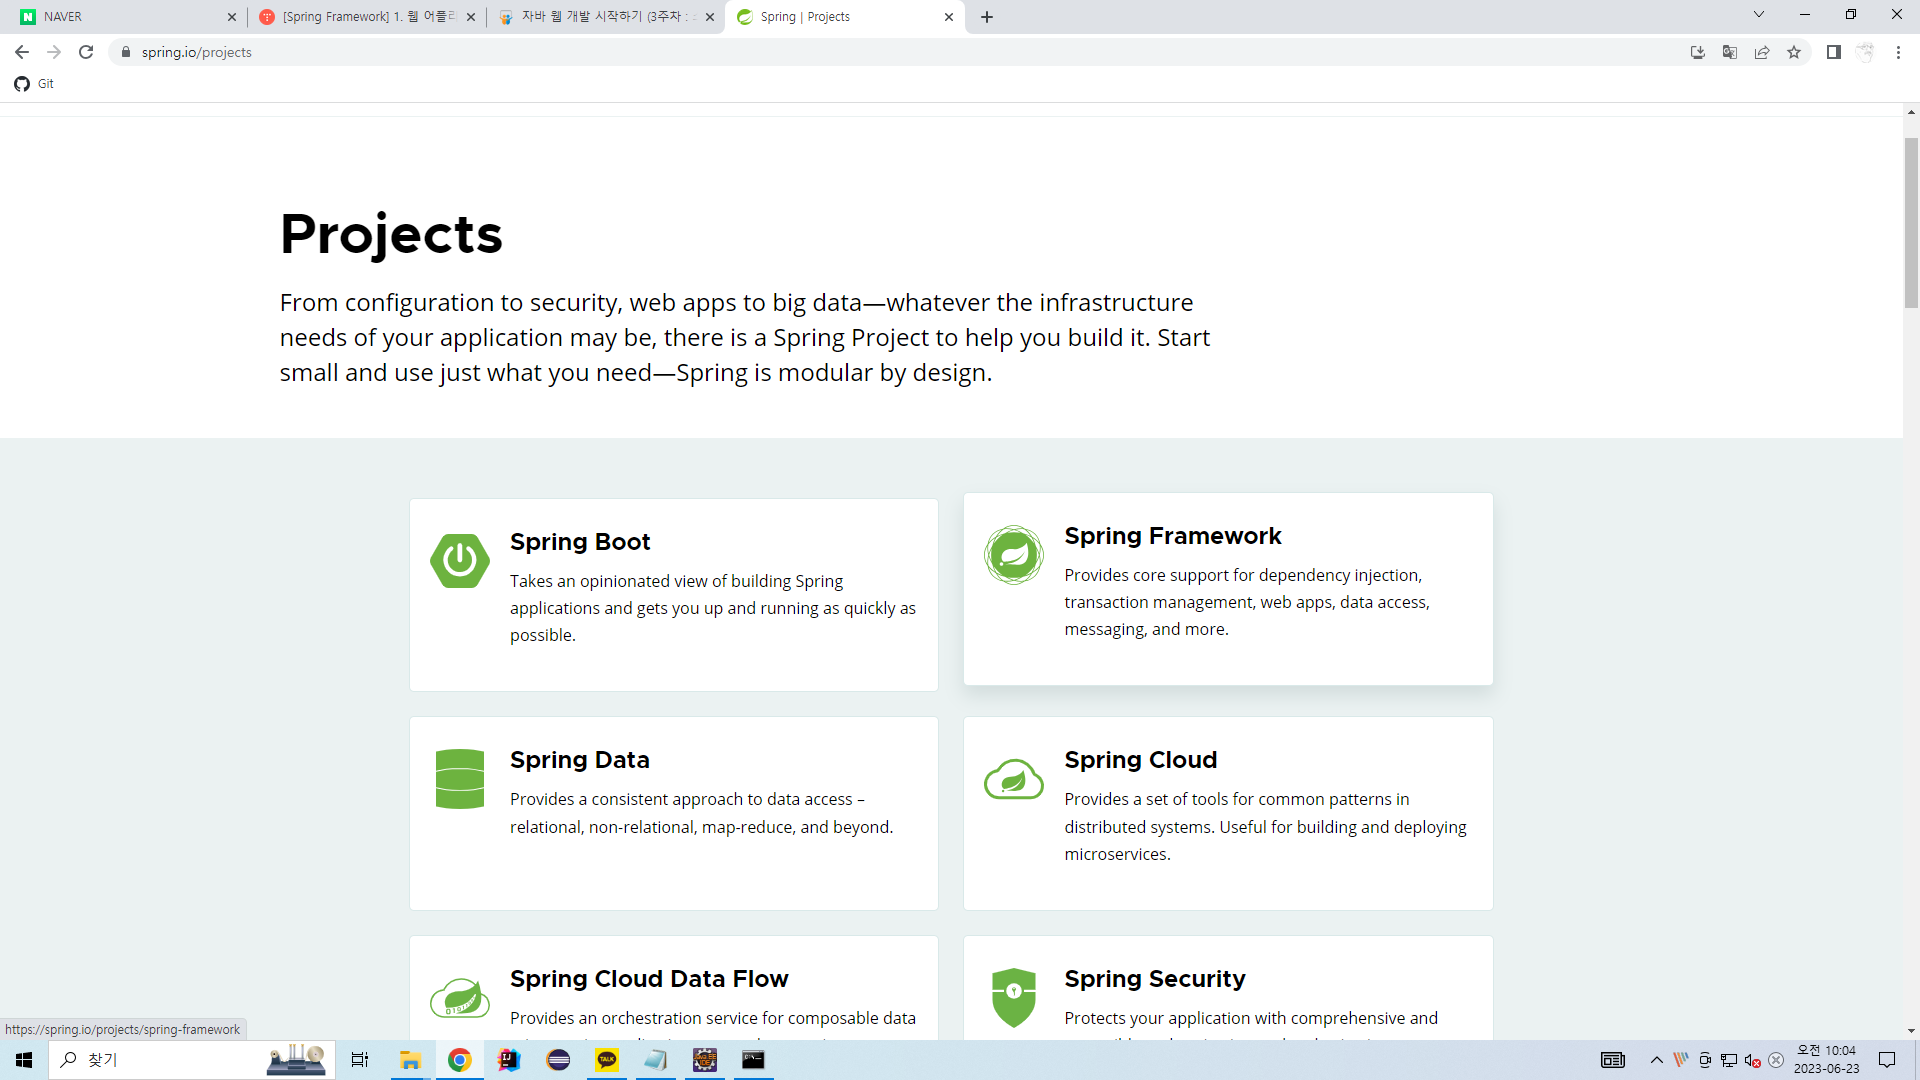 NAVER
[Spring Framework] 1. 웹 어플리
자바 웹 개발 시작하기 (3주차 :
Spring | Projects
spring.io/projects
Git
Projects
From configuration to security, web apps to big data—whatever the infrastructure
needs of your application may be, there is a Spring Project to help you build it. Start
small and use just what you need—Spring is modular by design.
Spring Boot
Takes an opinionated view of building Spring
applications and gets you up and running as quickly as
possible.
Spring Framework
Provides core support for dependency injection,
transaction management, web apps, data access,
messaging, and more.
Spring Data
Provides a consistent approach to data access –
relational, non-relational, map-reduce, and beyond.
Spring Cloud
Provides a set of tools for common patterns in
distributed systems. Useful for building and deploying
microservices.
Spring Cloud Data Flow
Provides an orchestration service for composable data
Spring Security
Protects your application with comprehensive and
https://spring.io/projects/spring-framework
찾기
TALK
오전 10:04
2023-06-23